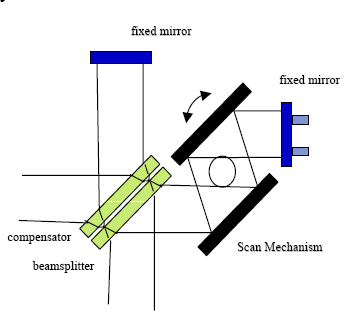 fixed mirror
fixed mirror
compensator
beamsplitter
Scan Mechanism